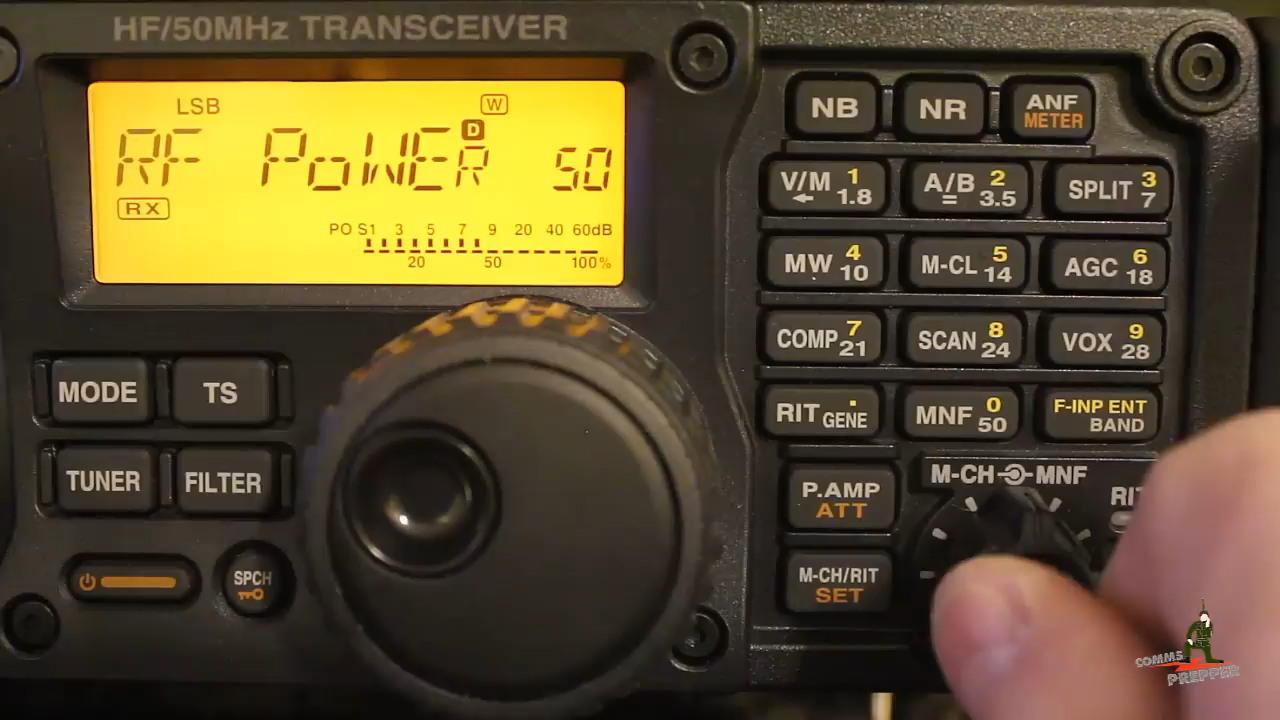 HF/50MHz TRANSCEIVER
LSB W
D
RF PoWER 50
RX
PO S1 3 5 7 9 20 40 60dB
20 50 100%
NB NR ANF
METER
V/M 1 1.8 A/B = 2 3.5 SPLIT 3 7
MW 4 10 M-CL 5 14 AGC 6 18
COMP 7 21 SCAN 8 24 VOX 9 28
RIT GENE . MNF 0 50 F-INP ENT
BAND
MODE TS
TUNER FILTER
SPCH
P.AMP
ATT
M-CH MNF
M-CH/RIT
SET
COMMS
PREPPER